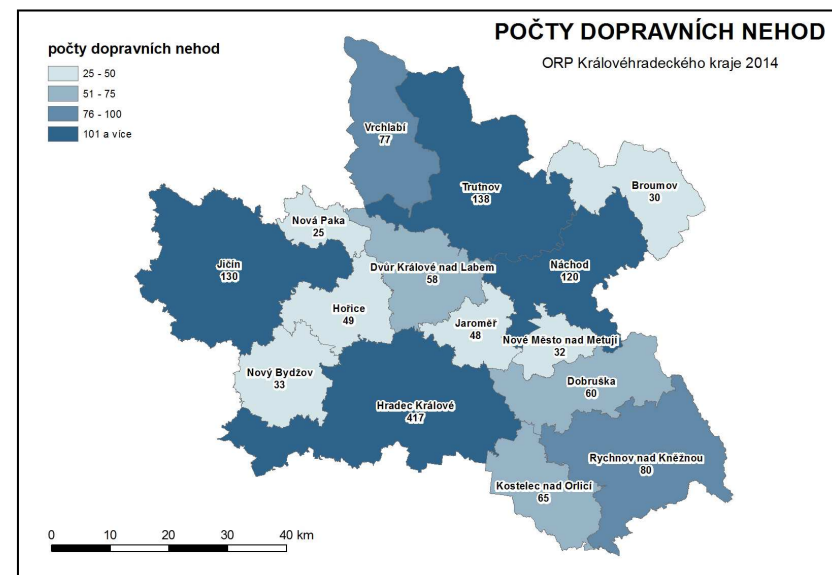 POČTY DOPRAVNÍCH NEHOD
ORP Královéhradeckého kraje 2014
počty dopravních nehod
25 - 50
51 - 75
76 - 100
101 a více
Vrchlabí
77
Trutnov
138
Broumov
30
Nová Paka
25
Jičín
130
Dvůr Králové nad Labem
58
Náchod
120
Hořice
49
Jaroměř
48
Nové Město nad Metují
32
Nový Bydžov
33
Dobruška
60
Hradec Králové
417
Rychnov nad Kněžnou
80
Kostelec nad Orlicí
65
0 10 20 30 40 km